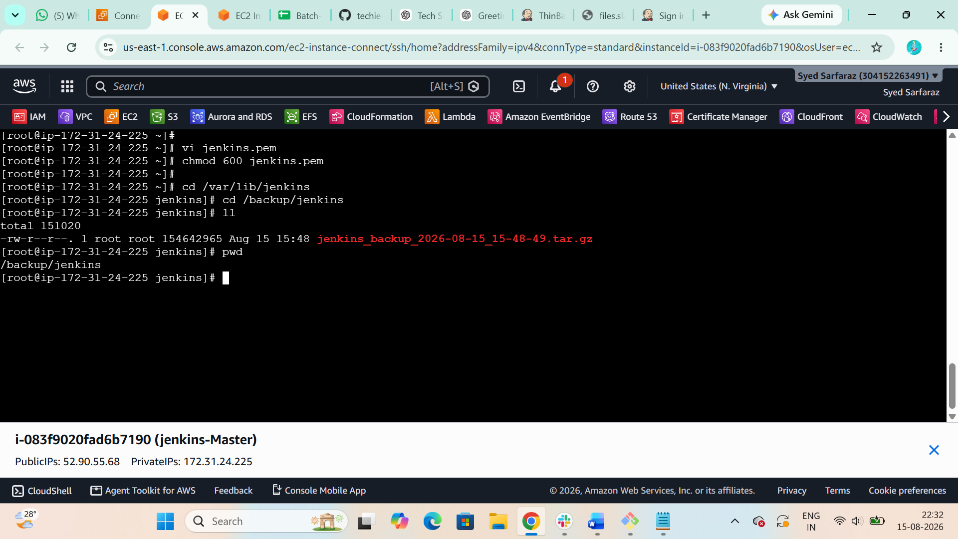 (5) Wh
Conne
EC
EC2 In
Batch-
techie
Tech S
Greeti
ThinBa
files.sl
Sign in
Ask Gemini
us-east-1.console.aws.amazon.com/ec2-instance-connect/ssh/home?addressFamily=ipv4&connType=standard&instanceId=i-083f9020fad6b7190&osUser=ec...
aws
Search [Alt+S]
1
United States (N. Virginia)
Syed Sarfaraz (304152263491)
Syed Sarfaraz
IAM VPC EC2 S3 Aurora and RDS EFS CloudFormation Lambda Amazon EventBridge Route 53 Certificate Manager CloudFront CloudWatch
[root@ip-172-31-24-225 ~]#
[root@ip-172-31-24-225 ~]# vi jenkins.pem
[root@ip-172-31-24-225 ~]# chmod 600 jenkins.pem
[root@ip-172-31-24-225 ~]#
[root@ip-172-31-24-225 ~]# cd /var/lib/jenkins
[root@ip-172-31-24-225 jenkins]# cd /backup/jenkins
[root@ip-172-31-24-225 jenkins]# ll
total 151020
-rw-r--r--. 1 root root 154642965 Aug 15 15:48 jenkins_backup_2026-08-15_15-48-49.tar.gz
[root@ip-172-31-24-225 jenkins]# pwd
/backup/jenkins
[root@ip-172-31-24-225 jenkins]#
i-083f9020fad6b7190 (jenkins-Master)
PublicIPs: 52.90.55.68 PrivateIPs: 172.31.24.225
CloudShell Agent Toolkit for AWS Feedback Console Mobile App © 2026, Amazon Web Services, Inc. or its affiliates. Privacy Terms Cookie preferences
28°
Search
ENG
IN
22:32
15-08-2026